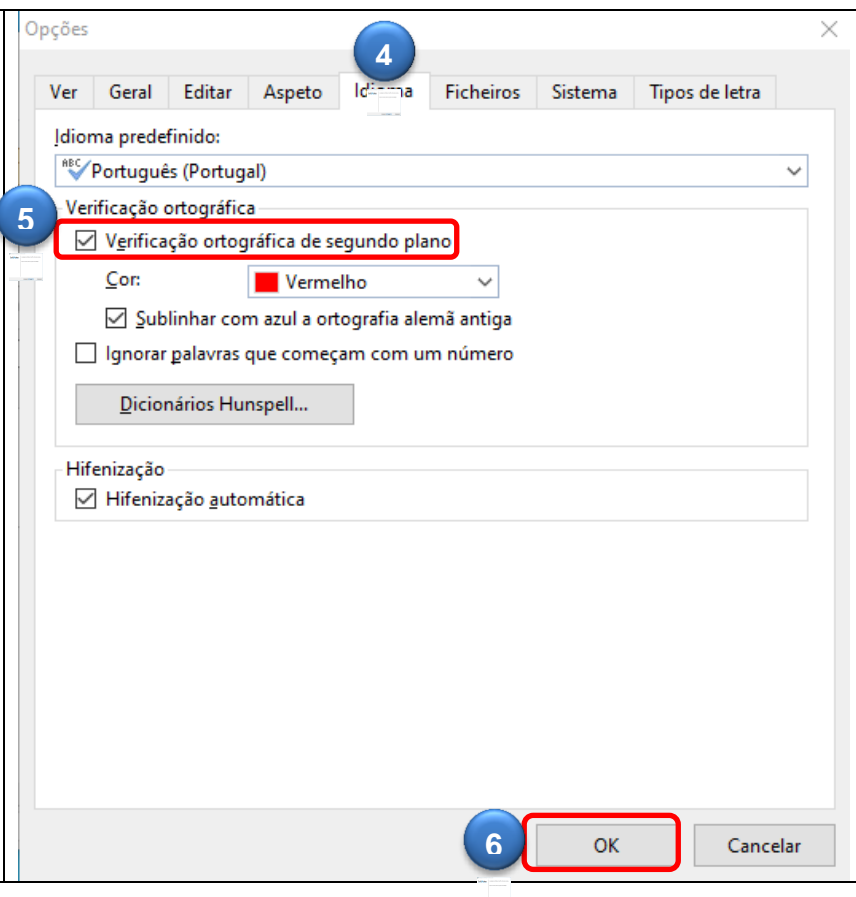 Opções
4
Ver Geral Editar Aspeto Idioma Ficheiros Sistema Tipos de letra
Idioma predefinido:
ABC Português (Portugal)
5
Verificação ortográfica
Verificação ortográfica de segundo plano
Cor: Vermelho
Sublinhar com azul a ortografia alemã antiga
Ignorar palavras que começam com um número
Dicionários Hunspell...
Hifenização
Hifenização automática
6
OK Cancelar